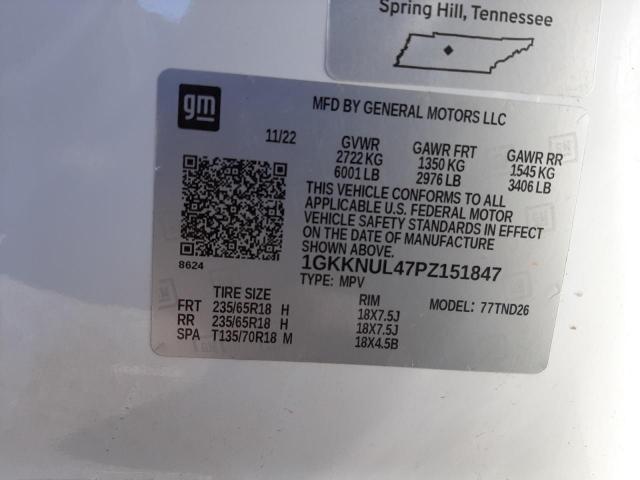 Spring Hill, Tennessee
gm
MFD BY GENERAL MOTORS LLC
11/22 GVWR GAWR FRT GAWR RR
2722 KG 1350 KG 1545 KG
6001 LB 2976 LB 3406 LB
THIS VEHICLE CONFORMS TO ALL
APPLICABLE U.S. FEDERAL MOTOR
VEHICLE SAFETY STANDARDS IN EFFECT
ON THE DATE OF MANUFACTURE
SHOWN ABOVE.
8624
1GKKNUL47PZ151847
TYPE: MPV
TIRE SIZE RIM MODEL: 77TND26
FRT 235/65R18 H 18X7.5J
RR 235/65R18 H 18X7.5J
SPA T135/70R18 M 18X4.5B